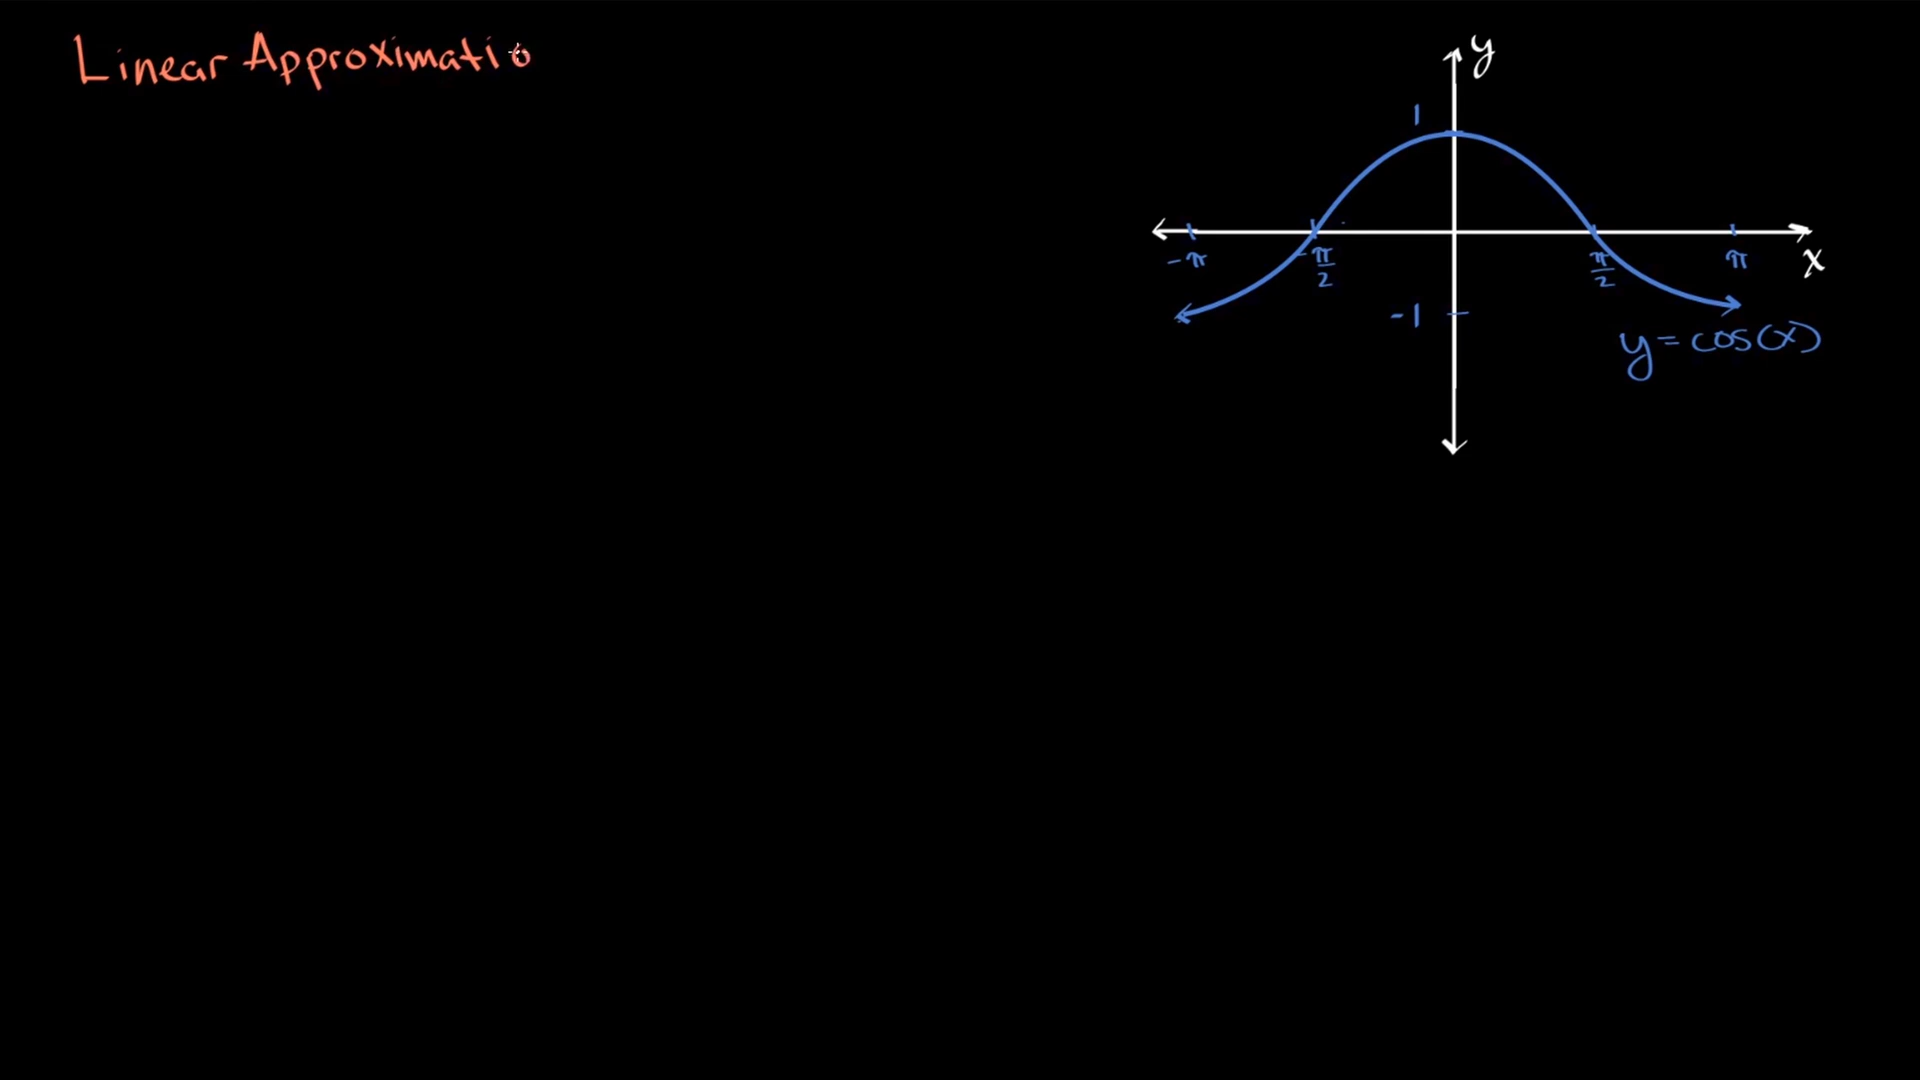 Linear Approximatio
y
1
-π
-π/2
π/2
π
x
-1
y = cos(x)